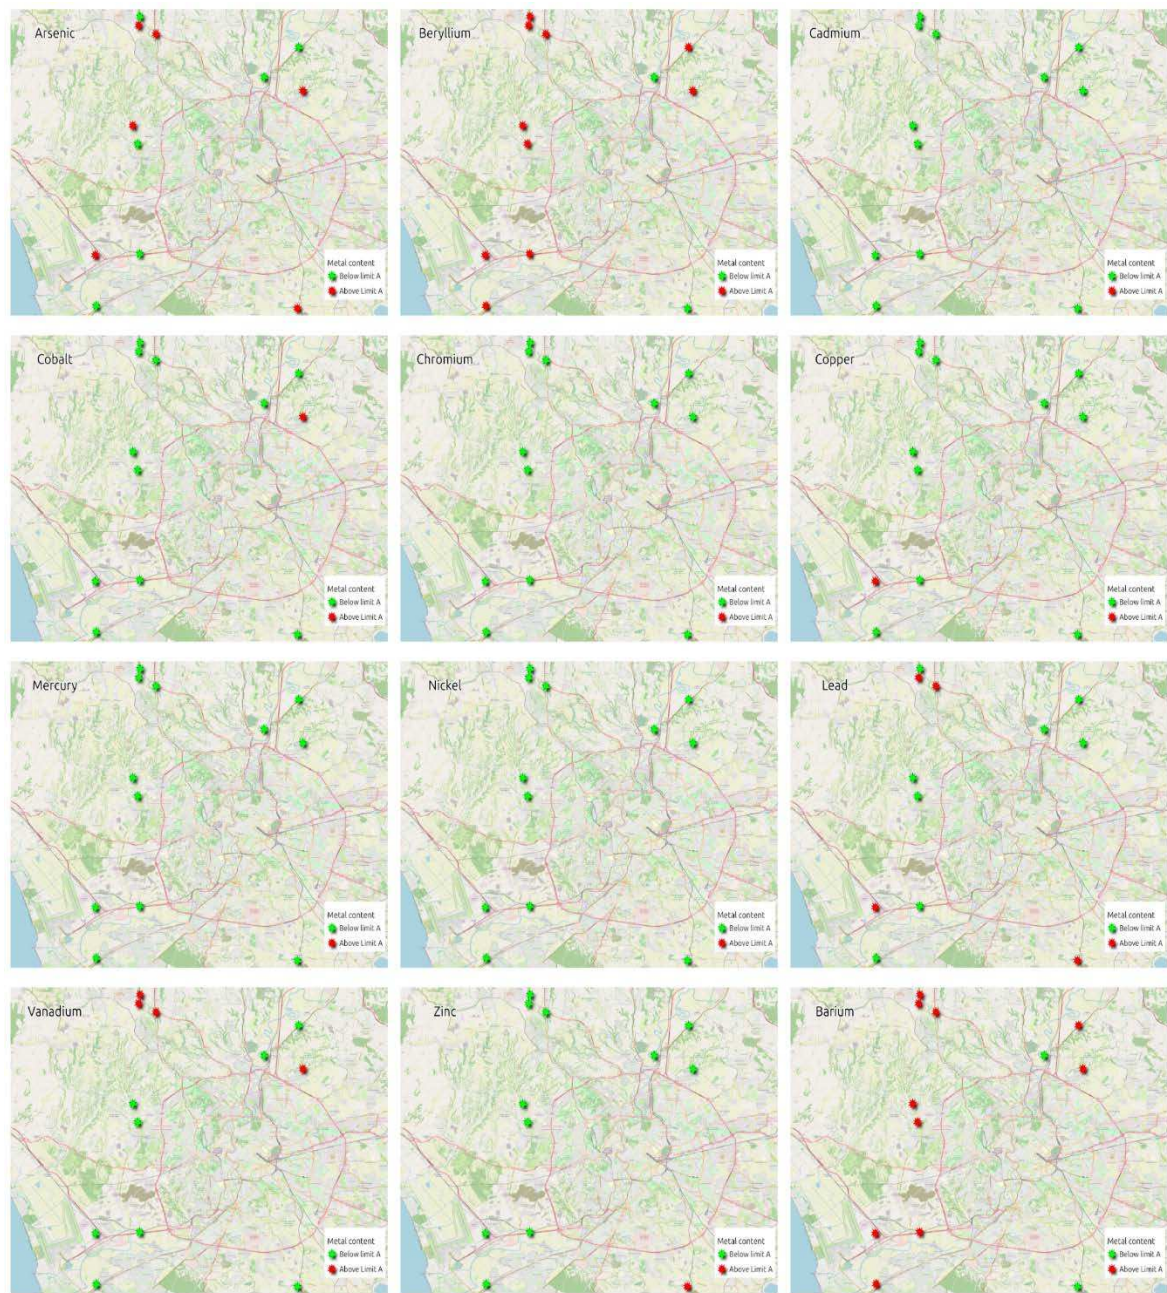 Arsenic
Metal content
Below limit A
Above Limit A
Beryllium
Metal content
Below limit A
Above Limit A
Cadmium
Metal content
Below limit A
Above Limit A
Cobalt
Metal content
Below limit A
Above Limit A
Chromium
Metal content
Below limit A
Above Limit A
Copper
Metal content
Below limit A
Above Limit A
Mercury
Metal content
Below limit A
Above Limit A
Nickel
Metal content
Below limit A
Above Limit A
Lead
Metal content
Below limit A
Above Limit A
Vanadium
Metal content
Below limit A
Above Limit A
Zinc
Metal content
Below limit A
Above Limit A
Barium
Metal content
Below limit A
Above Limit A